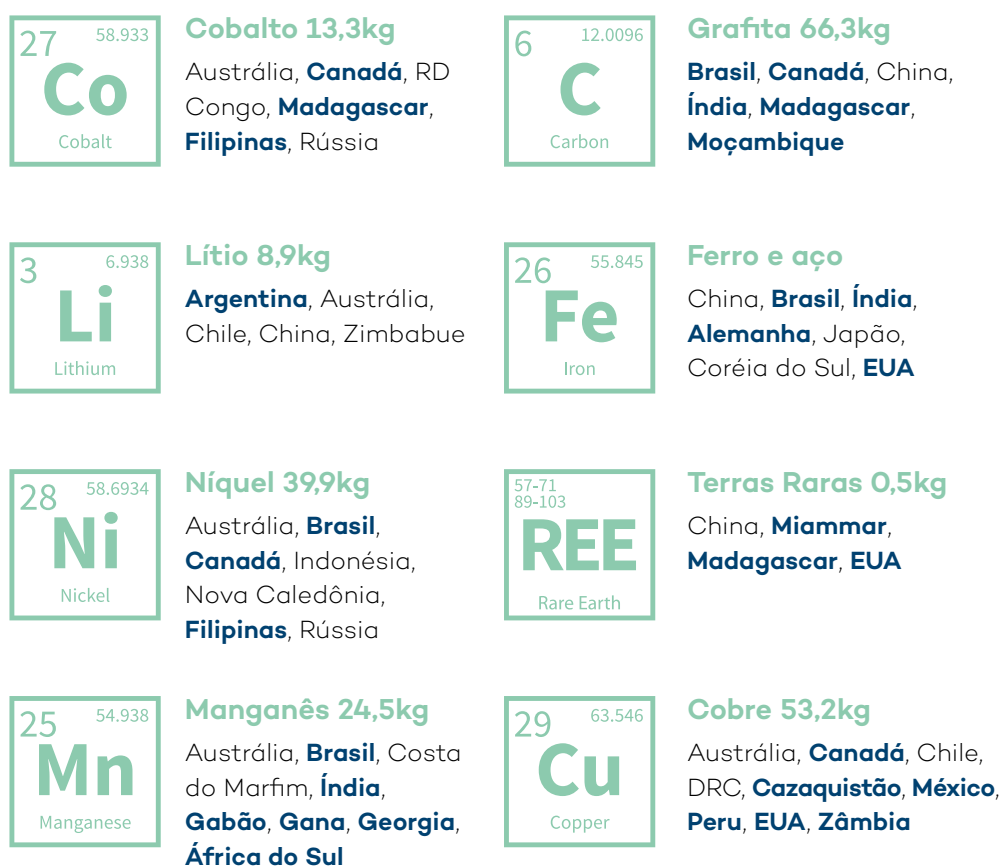 27 58.933
Co
Cobalt
Cobalto 13,3kg
Austrália, Canadá, RD
Congo, Madagascar,
Filipinas, Rússia
6 12.0096
C
Carbon
Grafita 66,3kg
Brasil, Canadá, China,
Índia, Madagascar,
Moçambique
3 6.938
Li
Lithium
Lítio 8,9kg
Argentina, Austrália,
Chile, China, Zimbabue
26 55.845
Fe
Iron
Ferro e aço
China, Brasil, Índia,
Alemanha, Japão,
Coréia do Sul, EUA
28 58.6934
Ni
Nickel
Níquel 39,9kg
Austrália, Brasil,
Canadá, Indonésia,
Nova Caledônia,
Filipinas, Rússia
57-71
89-103
REE
Rare Earth
Terras Raras 0,5kg
China, Miammar,
Madagascar, EUA
25 54.938
Mn
Manganese
Manganês 24,5kg
Austrália, Brasil, Costa
do Marfim, Índia,
Gabão, Gana, Georgia,
África do Sul
29 63.546
Cu
Copper
Cobre 53,2kg
Austrália, Canadá, Chile,
DRC, Cazaquistão, México,
Peru, EUA, Zâmbia